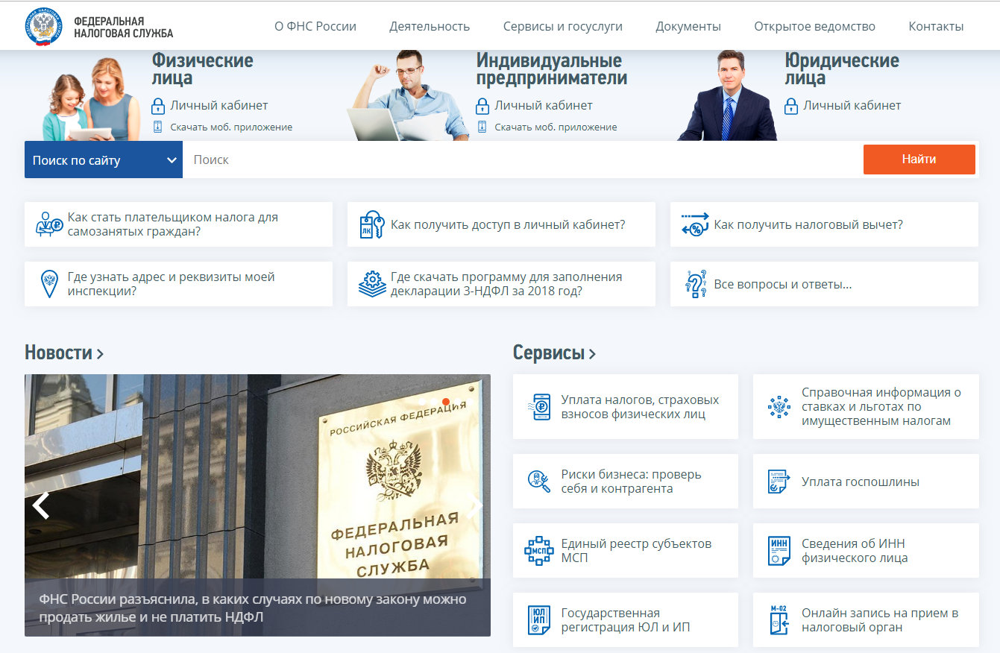 ФЕДЕРАЛЬНАЯ
НАЛОГОВАЯ СЛУЖБА
О ФНС России
Деятельность
Сервисы и госуслуги
Документы
Открытое ведомство
Контакты
Физические
лица
Личный кабинет
Скачать моб. приложение
Индивидуальные
предприниматели
Личный кабинет
Скачать моб. приложение
Юридические
лица
Личный кабинет
Поиск по сайту
Поиск
Найти
Как стать плательщиком налога для
самозанятых граждан?
ЛК
Как получить доступ в личный кабинет?
Как получить налоговый вычет?
Где узнать адрес и реквизиты моей
инспекции?
Где скачать программу для заполнения
декларации 3-НДФЛ за 2018 год?
Все вопросы и ответы...
Новости
РОССИЙСКАЯ ФЕДЕРАЦИЯ
ФЕДЕРАЛЬНАЯ
НАЛОГОВАЯ
СЛУЖБА
ФНС России разъяснила, в каких случаях по новому закону можно
продать жилье и не платить НДФЛ
Сервисы
Уплата налогов, страховых
взносов физических лиц
Справочная информация о
ставках и льготах по
имущественным налогам
Риски бизнеса: проверь
себя и контрагента
Уплата госпошлины
МСП
Единый реестр субъектов
МСП
ИНН
Сведения об ИНН
физического лица
ЮЛ
ИП
Государственная
регистрация ЮЛ и ИП
М-02
Онлайн запись на прием в
налоговый орган